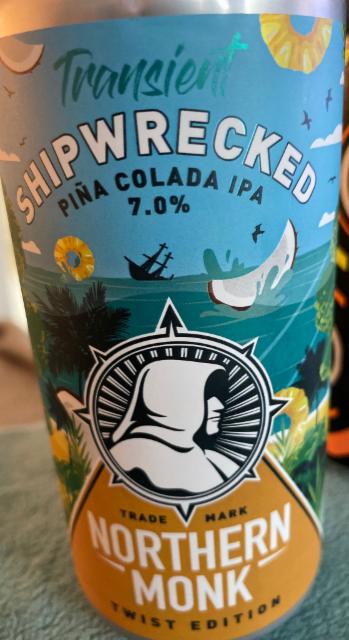 Transient
SHIPWRECKED
PIÑA COLADA IPA
7.0%
TRADE MARK
NORTHERN
MONK
TWIST EDITION